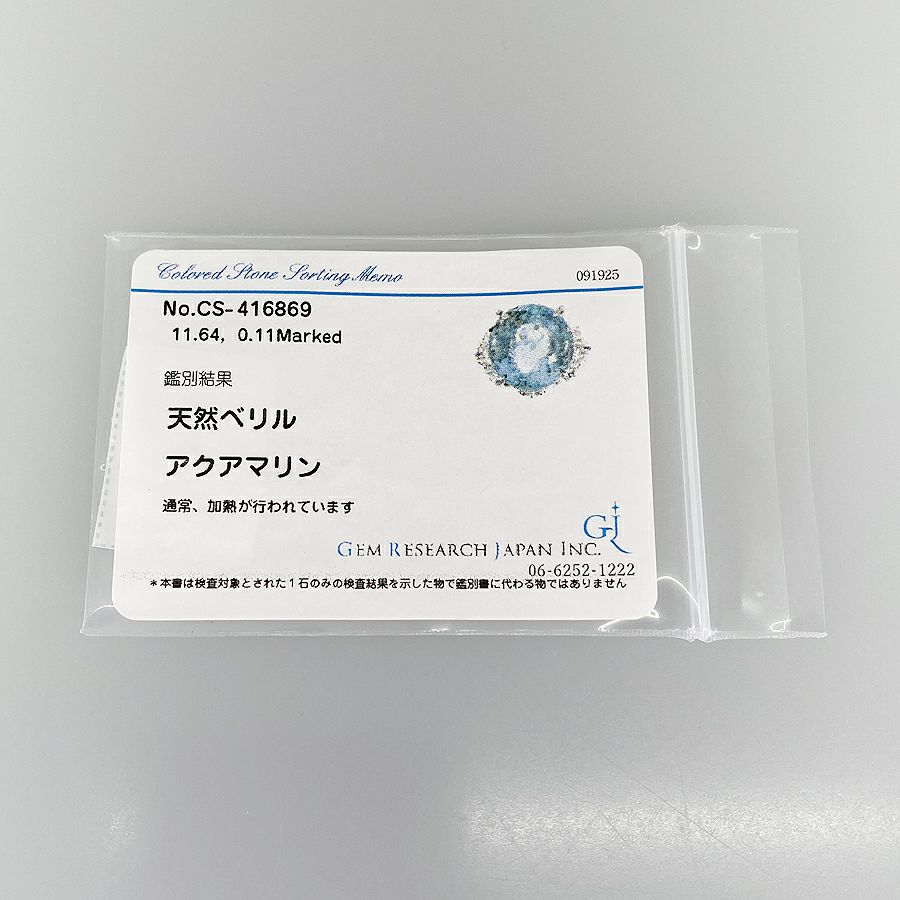 Colored Stone Sorting Memo
091925
No.CS-416869
11.64, 0.11Marked
鑑別結果
天然ベリル
アクアマリン
通常、加熱が行われています
GJR
GEM RESEARCH JAPAN INC.
06-6252-1222
*本書は検査対象とされた1石のみの検査結果を示した物で鑑別書に代わる物ではありません